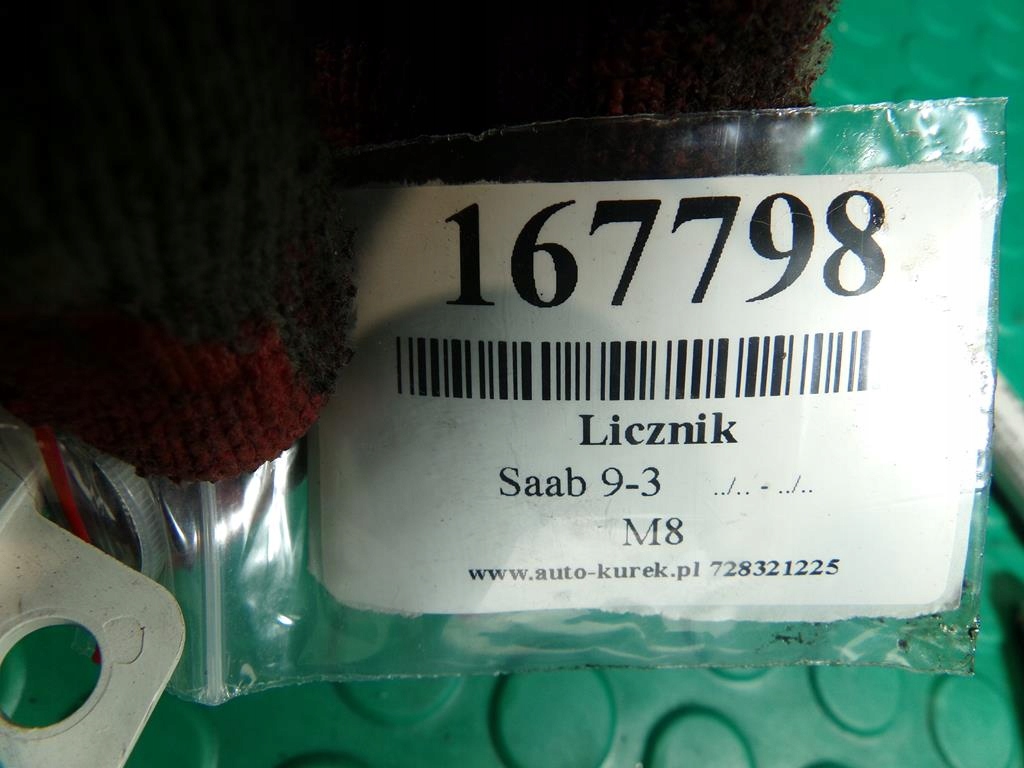 167798
Licznik
Saab 9-3 ../.. - ../..
M8
www.auto-kurek.pl 728321225